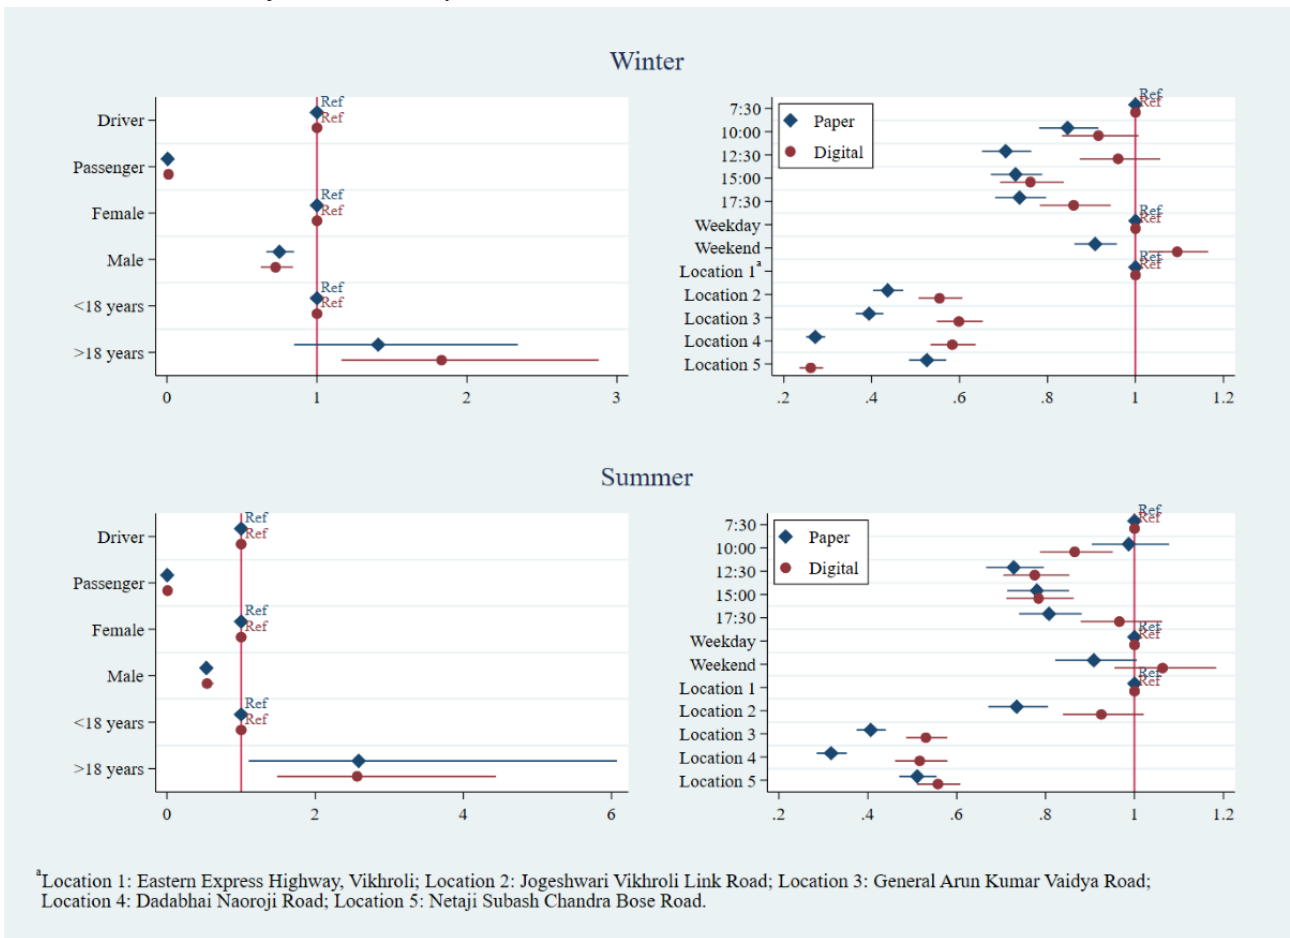 Winter
Ref
Ref
Driver
Passenger
Ref
Ref
Female
Male
Ref
Ref
<18 years
>18 years
0 1 2 3
Ref
Ref
7:30
10:00
12:30
15:00
17:30
Ref
Ref
Weekday
Weekend
Ref
Ref
Location 1a
Location 2
Location 3
Location 4
Location 5
Paper
Digital
.2 .4 .6 .8 1 1.2
Summer
Ref
Ref
Driver
Passenger
Ref
Ref
Female
Male
Ref
Ref
<18 years
>18 years
0 2 4 6
Ref
Ref
7:30
10:00
12:30
15:00
17:30
Ref
Ref
Weekday
Weekend
Ref
Ref
Location 1
Location 2
Location 3
Location 4
Location 5
Paper
Digital
.2 .4 .6 .8 1 1.2
aLocation 1: Eastern Express Highway, Vikhroli; Location 2: Jogeshwari Vikhroli Link Road; Location 3: General Arun Kumar Vaidya Road;
Location 4: Dadabhai Naoroji Road; Location 5: Netaji Subash Chandra Bose Road.